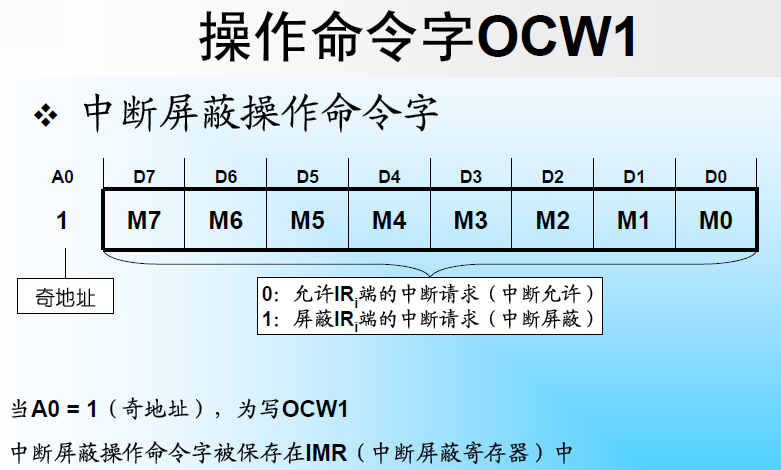 操作命令字OCW1
❖ 中断屏蔽操作命令字
A0 D7 D6 D5 D4 D3 D2 D1 D0
1 M7 M6 M5 M4 M3 M2 M1 M0
奇地址
0：允许IRi端的中断请求（中断允许）
1：屏蔽IRi端的中断请求（中断屏蔽）
当A0 = 1（奇地址），为写OCW1
中断屏蔽操作命令字被保存在IMR（中断屏蔽寄存器）中